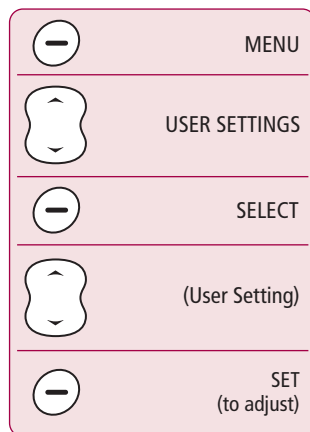 MENU
USER SETTINGS
SELECT
(User Setting)
SET
(to adjust)